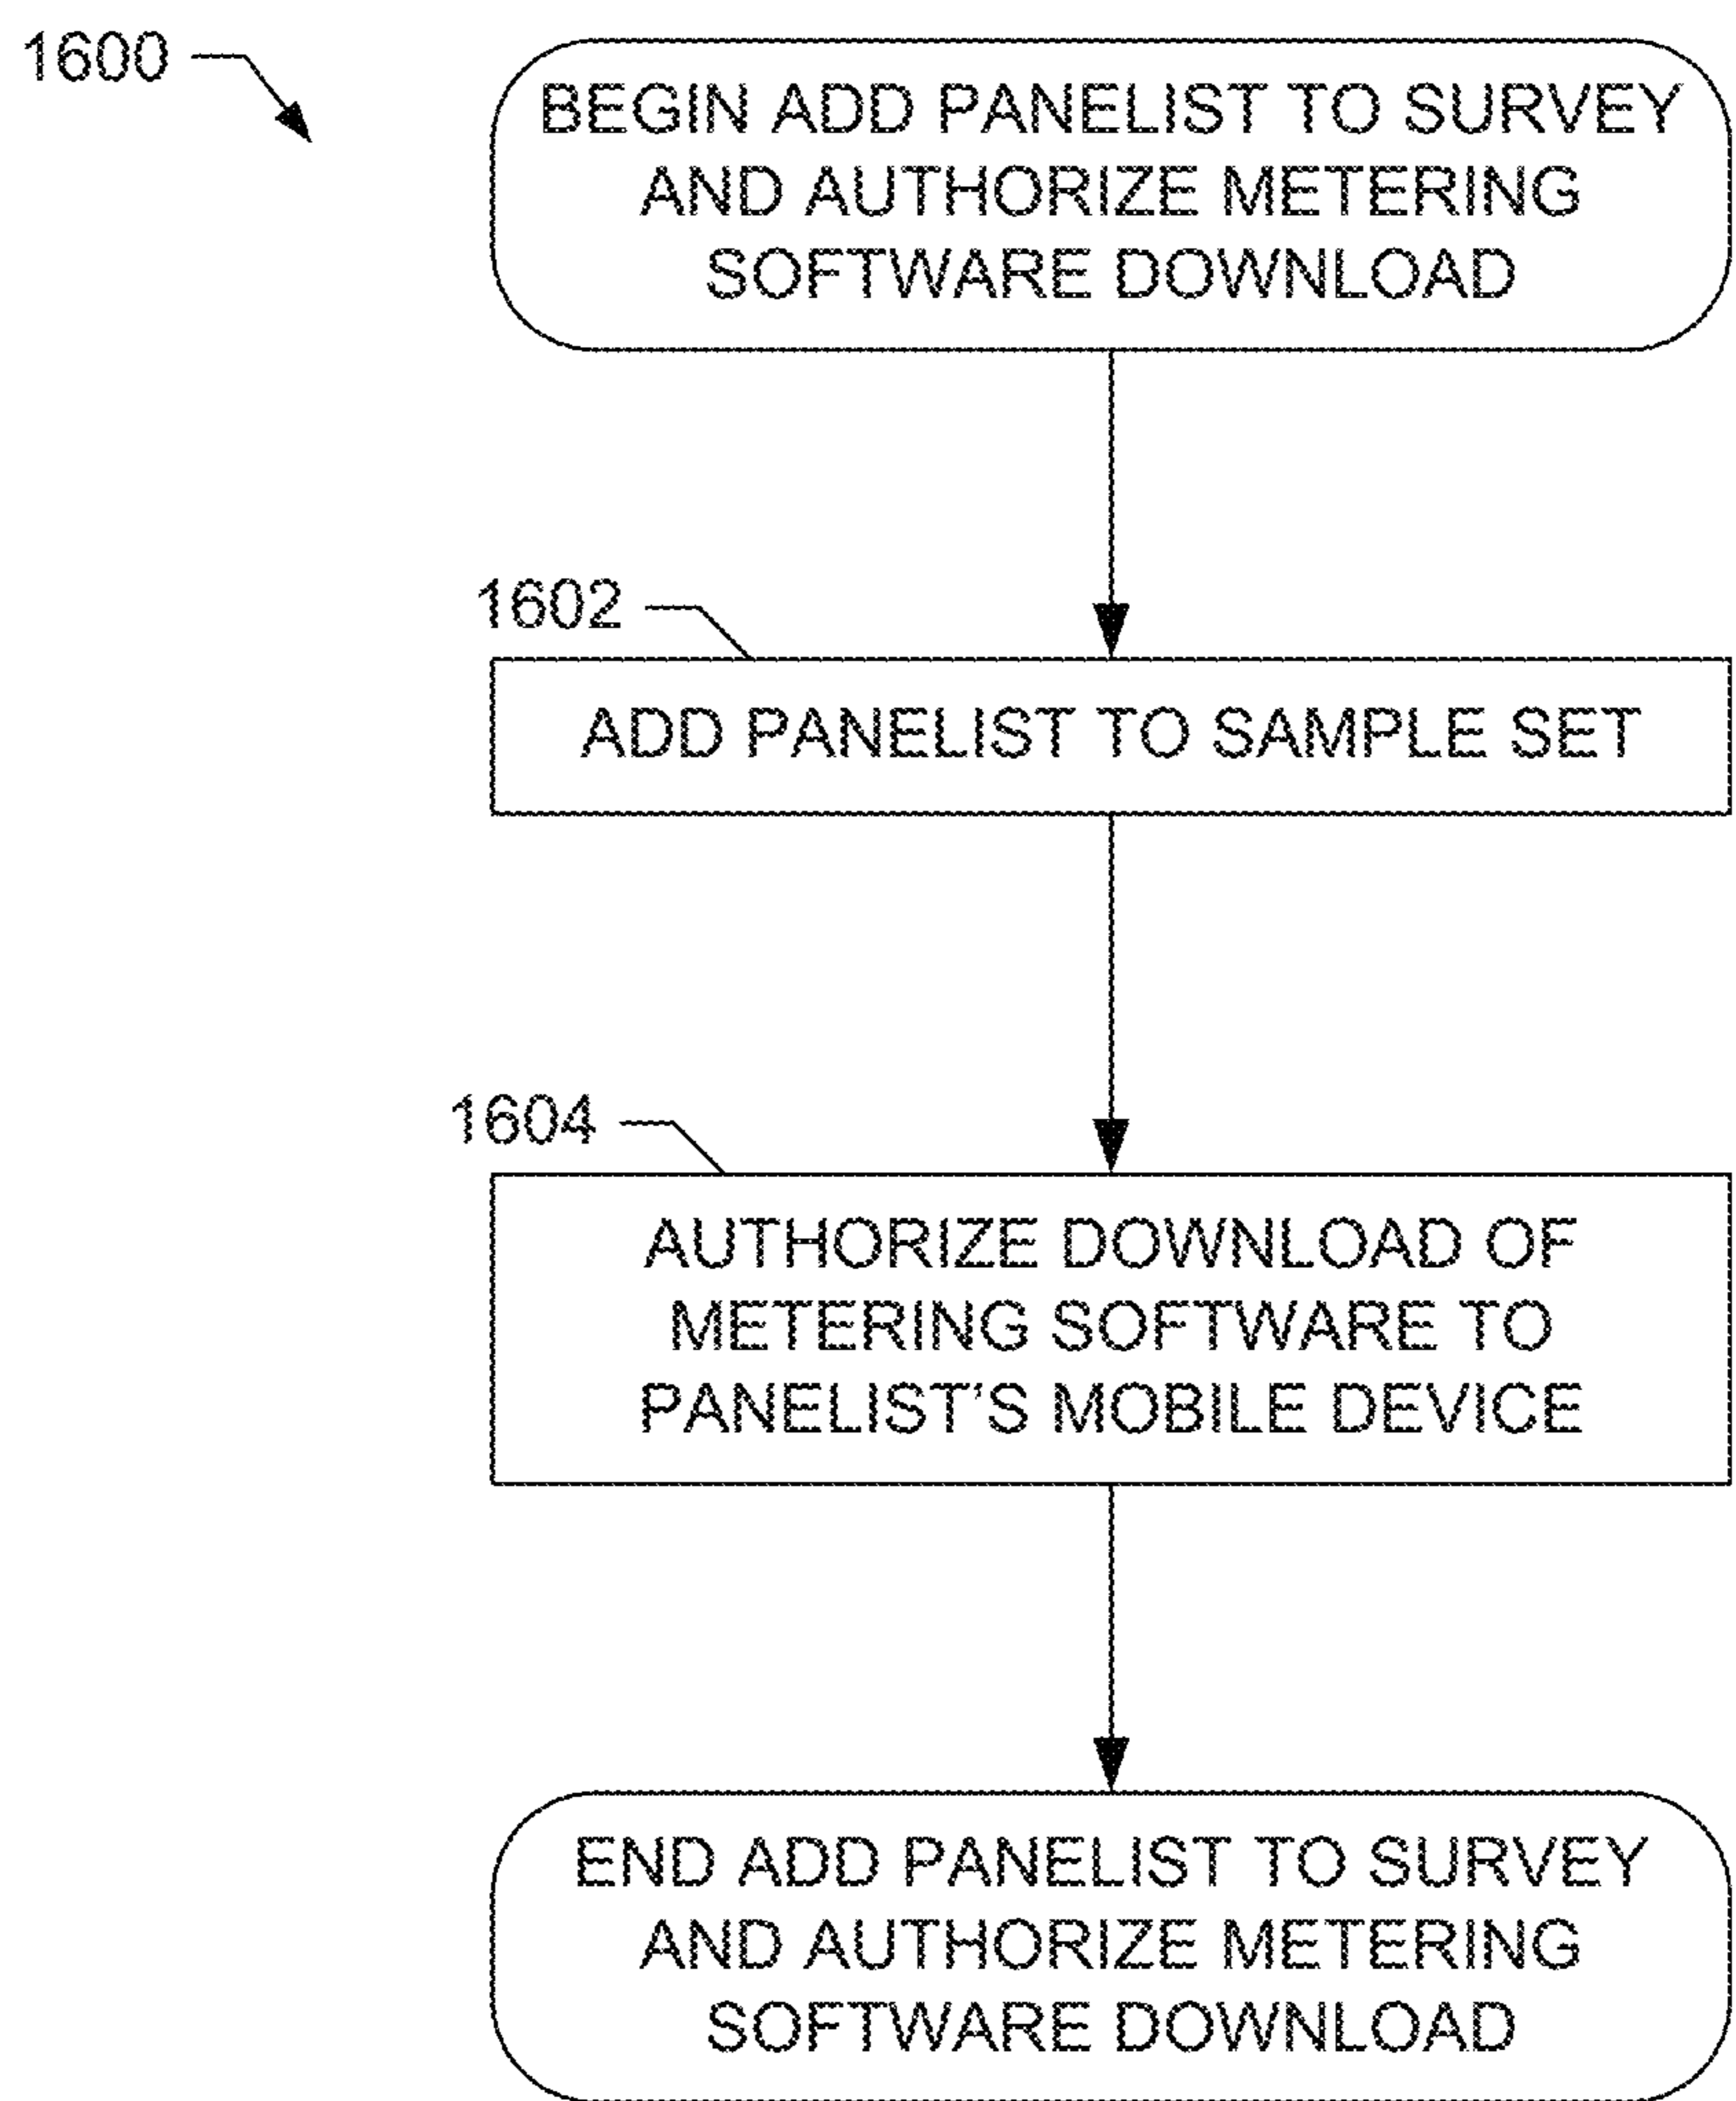 1600
BEGIN ADD PANELIST TO SURVEY
AND AUTHORIZE METERING
SOFTWARE DOWNLOAD
1602
ADD PANELIST TO SAMPLE SET
1604
AUTHORIZE DOWNLOAD OF
METERING SOFTWARE TO
PANELIST'S MOBILE DEVICE
END ADD PANELIST TO SURVEY
AND AUTHORIZE METERING
SOFTWARE DOWNLOAD